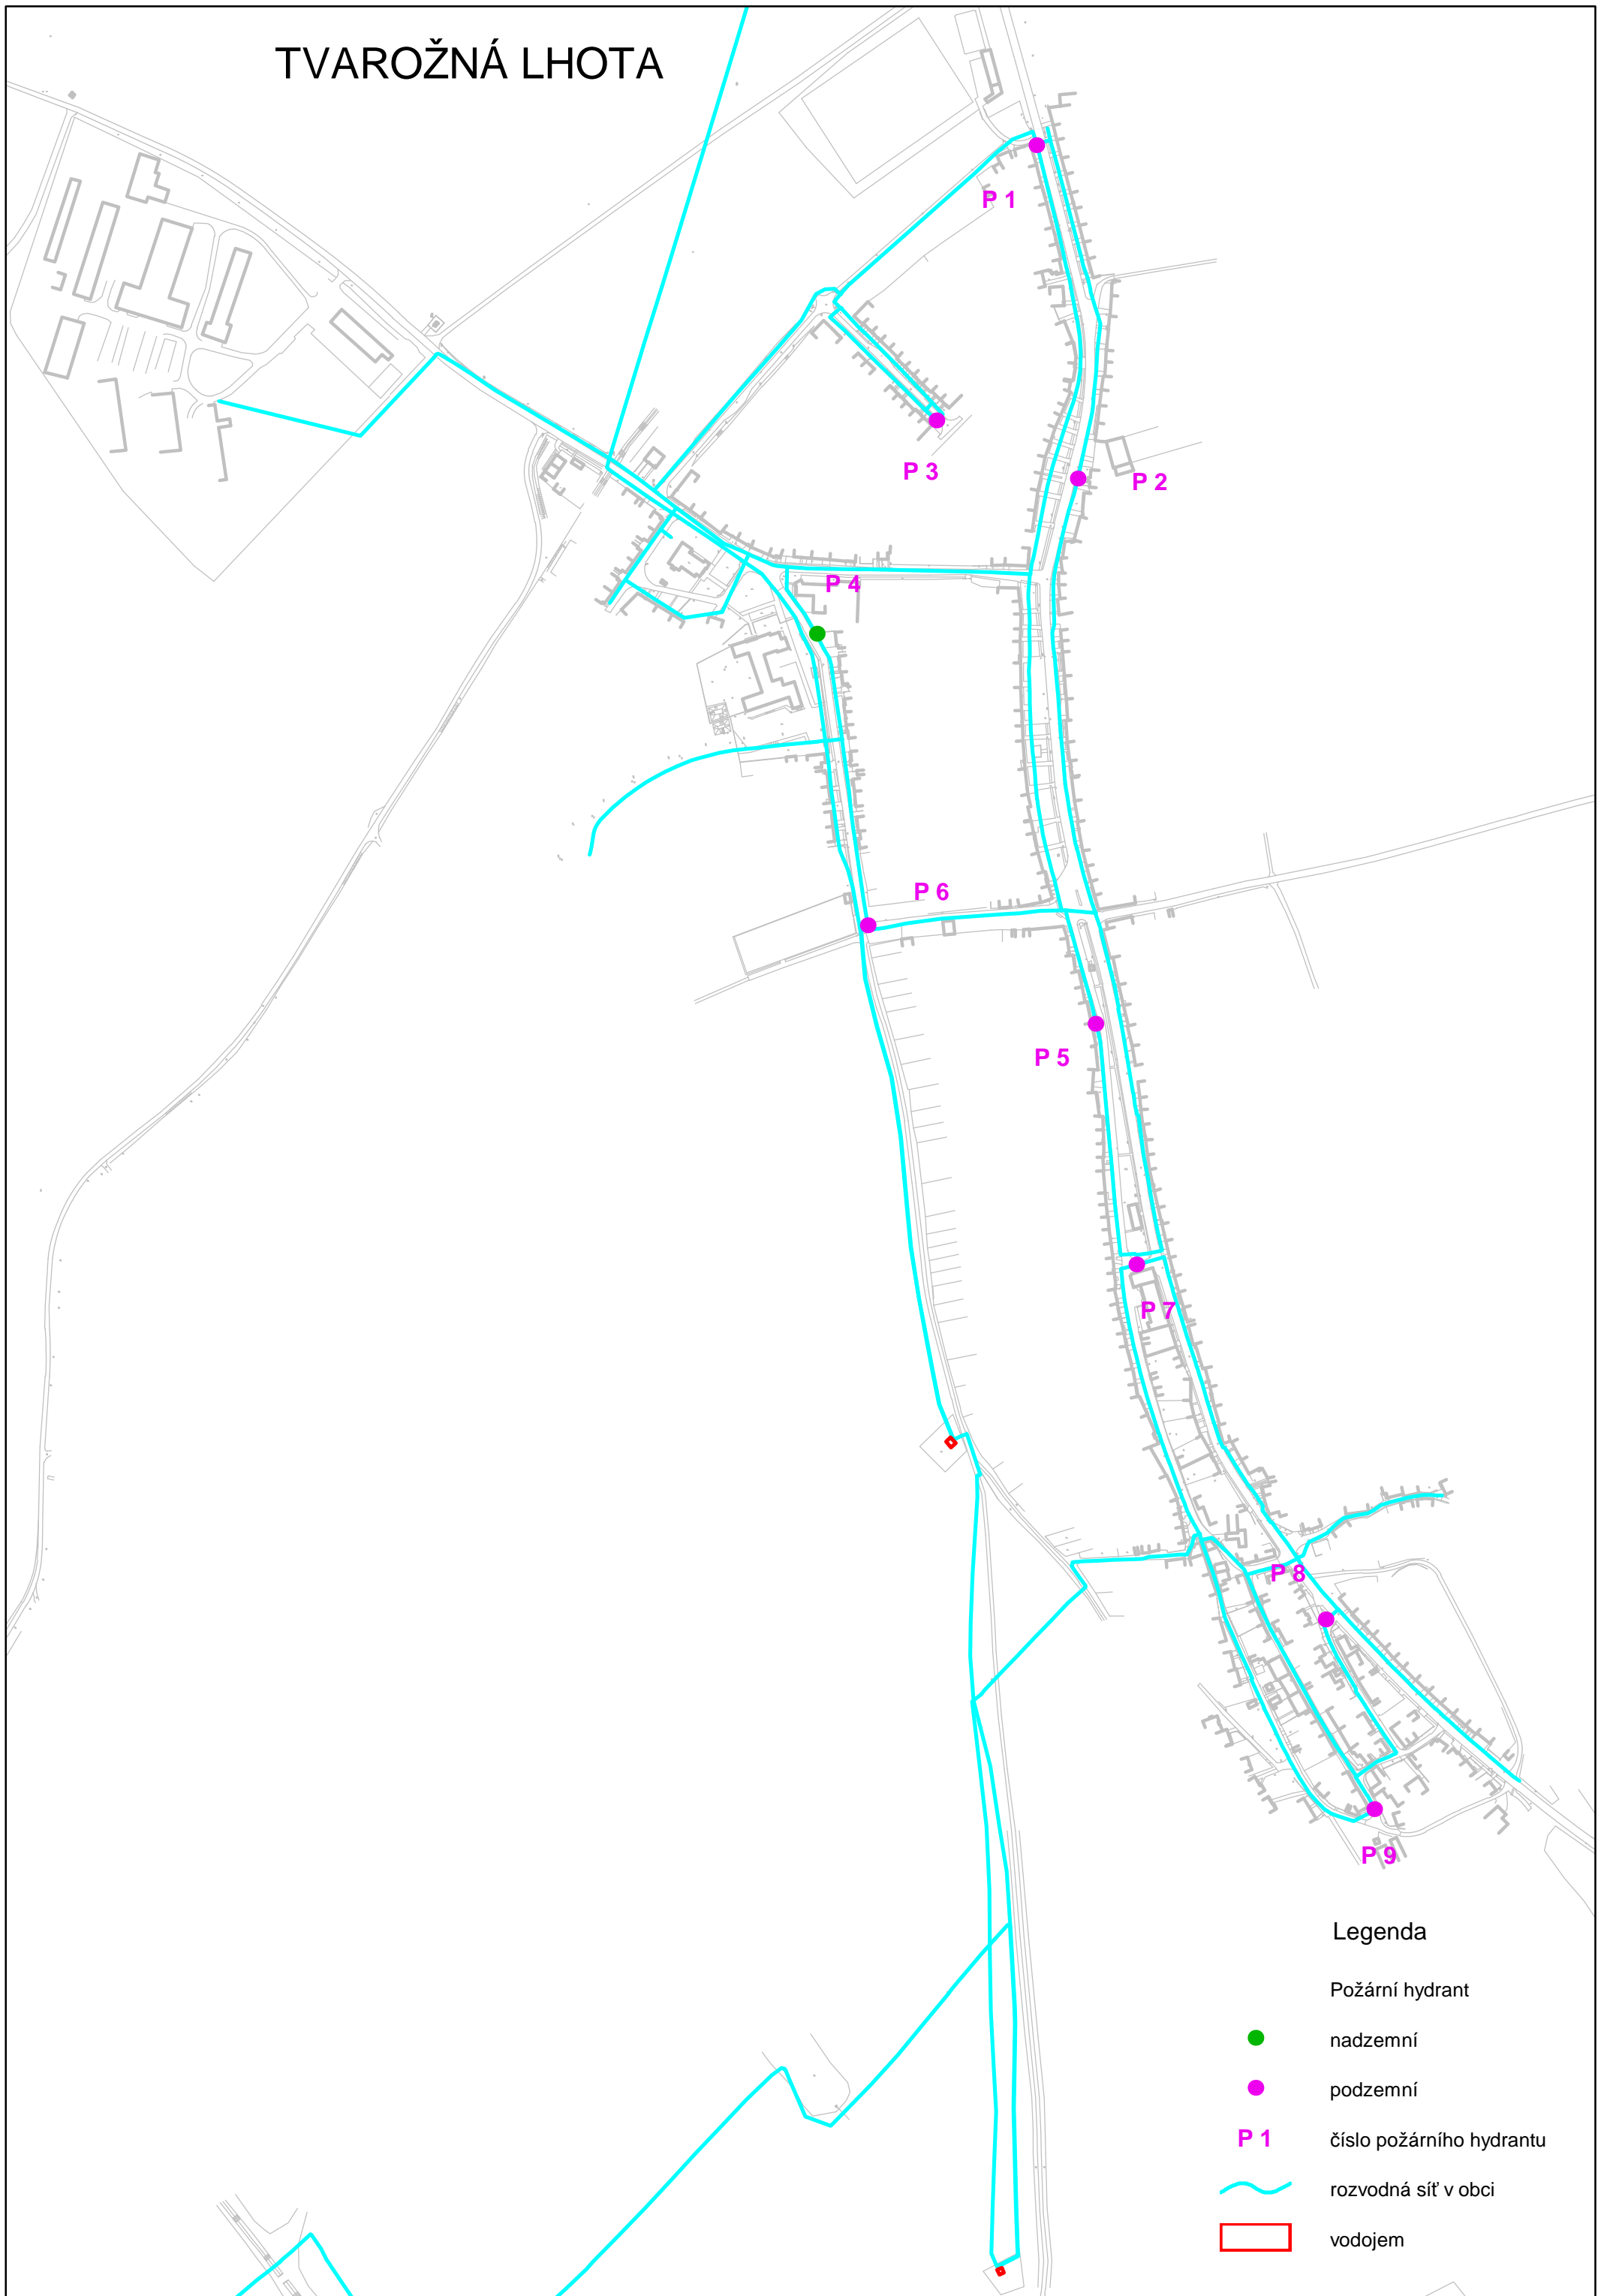 TVAROŽNÁ LHOTA
P 1
P 3
P 2
P 4
P 6
P 5
P 7
P 8
P 9
Legenda
Požární hydrant
nadzemní
podzemní
P 1 číslo požárního hydrantu
rozvodná síť v obci
vodojem